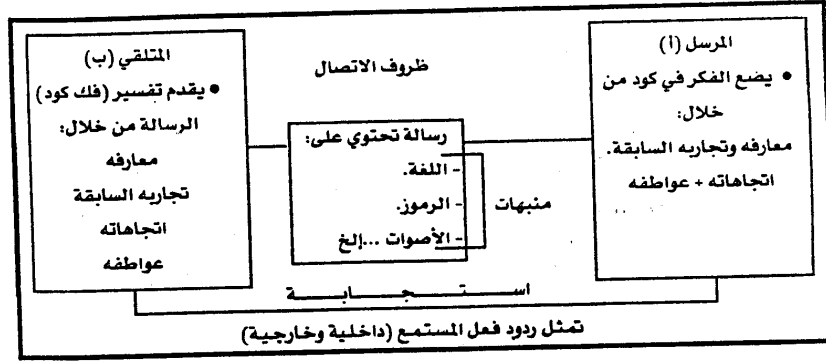 ظروف الاتصال
المرسل (أ)
• يضع الفكر في كود من
خلال:
معارفه وتجاربه السابقة.
اتجاهاته + عواطفه
رسالة تحتوي على:
- اللغة.
- الرموز.
- الأصوات ...إلخ
منبهات
المتلقي (ب)
• يقدم تفسير (فك كود)
الرسالة من خلال:
معارفه
تجاربه السابقة
اتجاهاته
عواطفه
استـــجـــابـــة
تمثل ردود فعل المستمع (داخلية وخارجية)